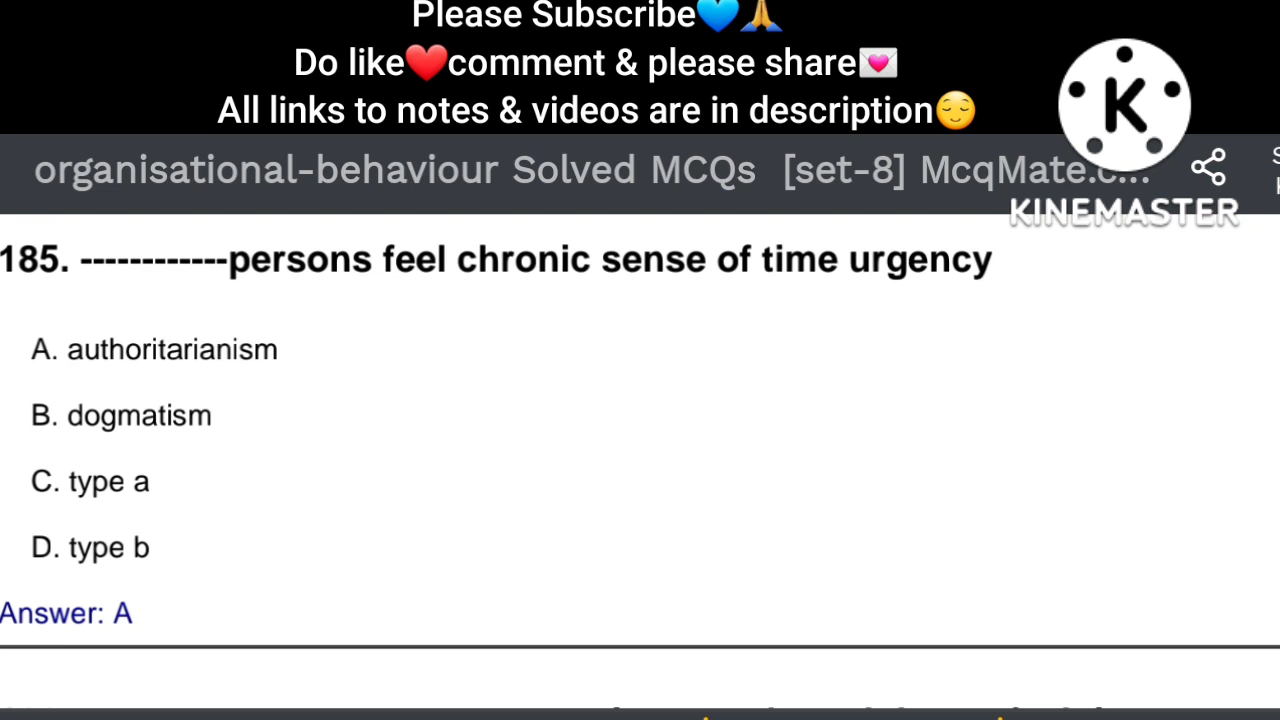 Please Subscribe💙🙏
Do like❤️comment & please share💌
All links to notes & videos are in description😌
K
organisational-behaviour Solved MCQs [set-8] McqMate.c...
KINEMASTER
185. ------------persons feel chronic sense of time urgency
A. authoritarianism
B. dogmatism
C. type a
D. type b
Answer: A